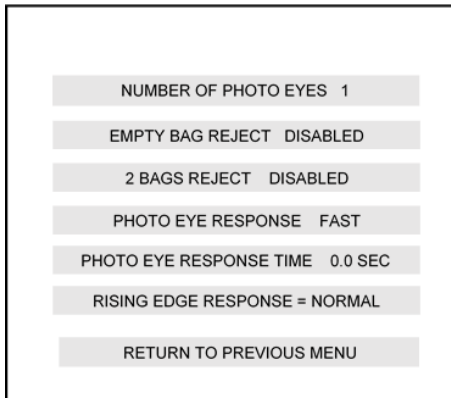 NUMBER OF PHOTO EYES 1
EMPTY BAG REJECT DISABLED
2 BAGS REJECT DISABLED
PHOTO EYE RESPONSE FAST
PHOTO EYE RESPONSE TIME 0.0 SEC
RISING EDGE RESPONSE = NORMAL
RETURN TO PREVIOUS MENU